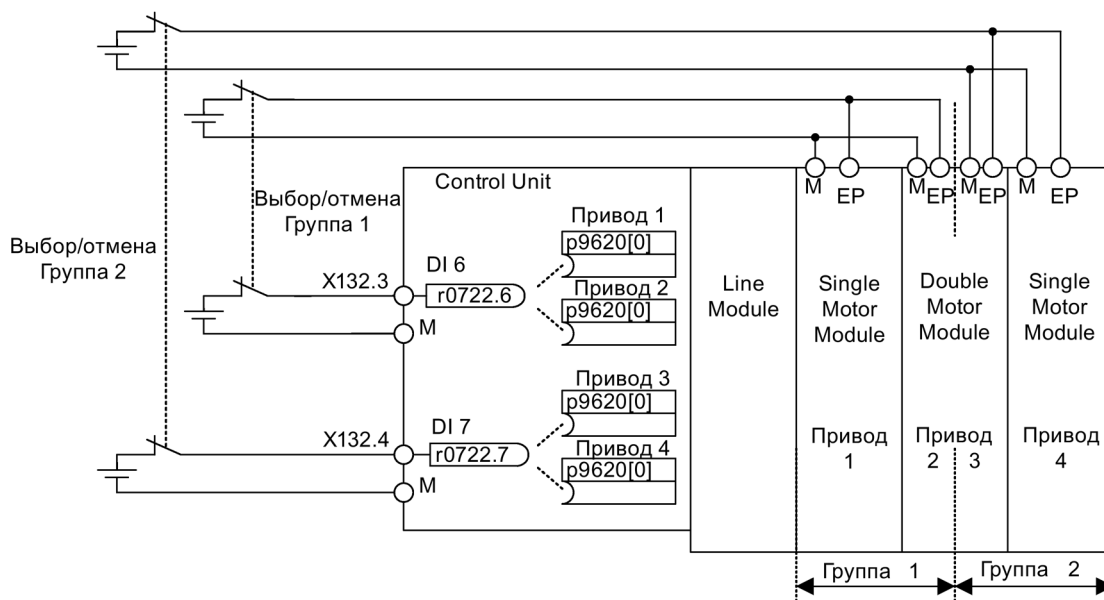 Control Unit
M
EP
M
EP
M
EP
M
EP
Выбор/отмена
Группа 1
Выбор/отмена
Группа 2
Привод 1
p9620[0]
DI 6
X132.3
r0722.6
Привод 2
p9620[0]
M
Line
Module
Single
Motor
Module
Double
Motor
Module
Single
Motor
Module
Привод 3
p9620[0]
DI 7
X132.4
r0722.7
Привод 4
p9620[0]
M
Привод
1
Привод
2 3
Привод
4
Группа 1
Группа 2